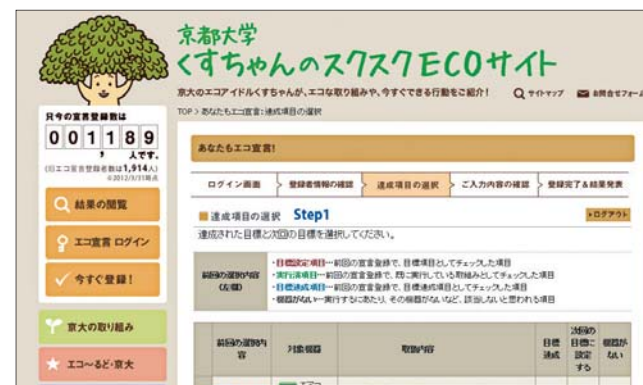 京都大学
くすちゃんのスクスクECOサイト
京大のエコアイドルくすちゃんが、エコな取り組みや、今すぐできる行動をご紹介!
サイトマップ
お問合せフォーム
TOP > あなたもエコ宣言:達成項目の選択
只今の宣言登録数は
001,189
人です。
(旧エコ宣言登録者数は1,914人)
※2012/3/31時点
結果の閲覧
エコ宣言 ログイン
今すぐ登録!
京大の取り組み
エコ〜るど・京大
あなたもエコ宣言!
ログイン画面
登録者情報の確認
達成項目の選択
ご入力内容の確認
登録完了&結果発表
達成項目の選択 Step1
ログアウト
達成された目標と次回の目標を選択してください。
前回の選択内容
(左欄)
・目標設定項目…前回の宣言登録で、目標項目としてチェックした項目
・実行済項目…前回の宣言登録で、既に実行している取組みとしてチェックした項目
・目標達成項目…前回の宣言登録で、目標達成項目としてチェックした項目
・機器がない…実行するにあたり、その機器がないなど、該当しないと思われる項目
前回の選択内容
対象機器
取組内容
目標達成
次回の目標に設定する
機器がない
エアコ